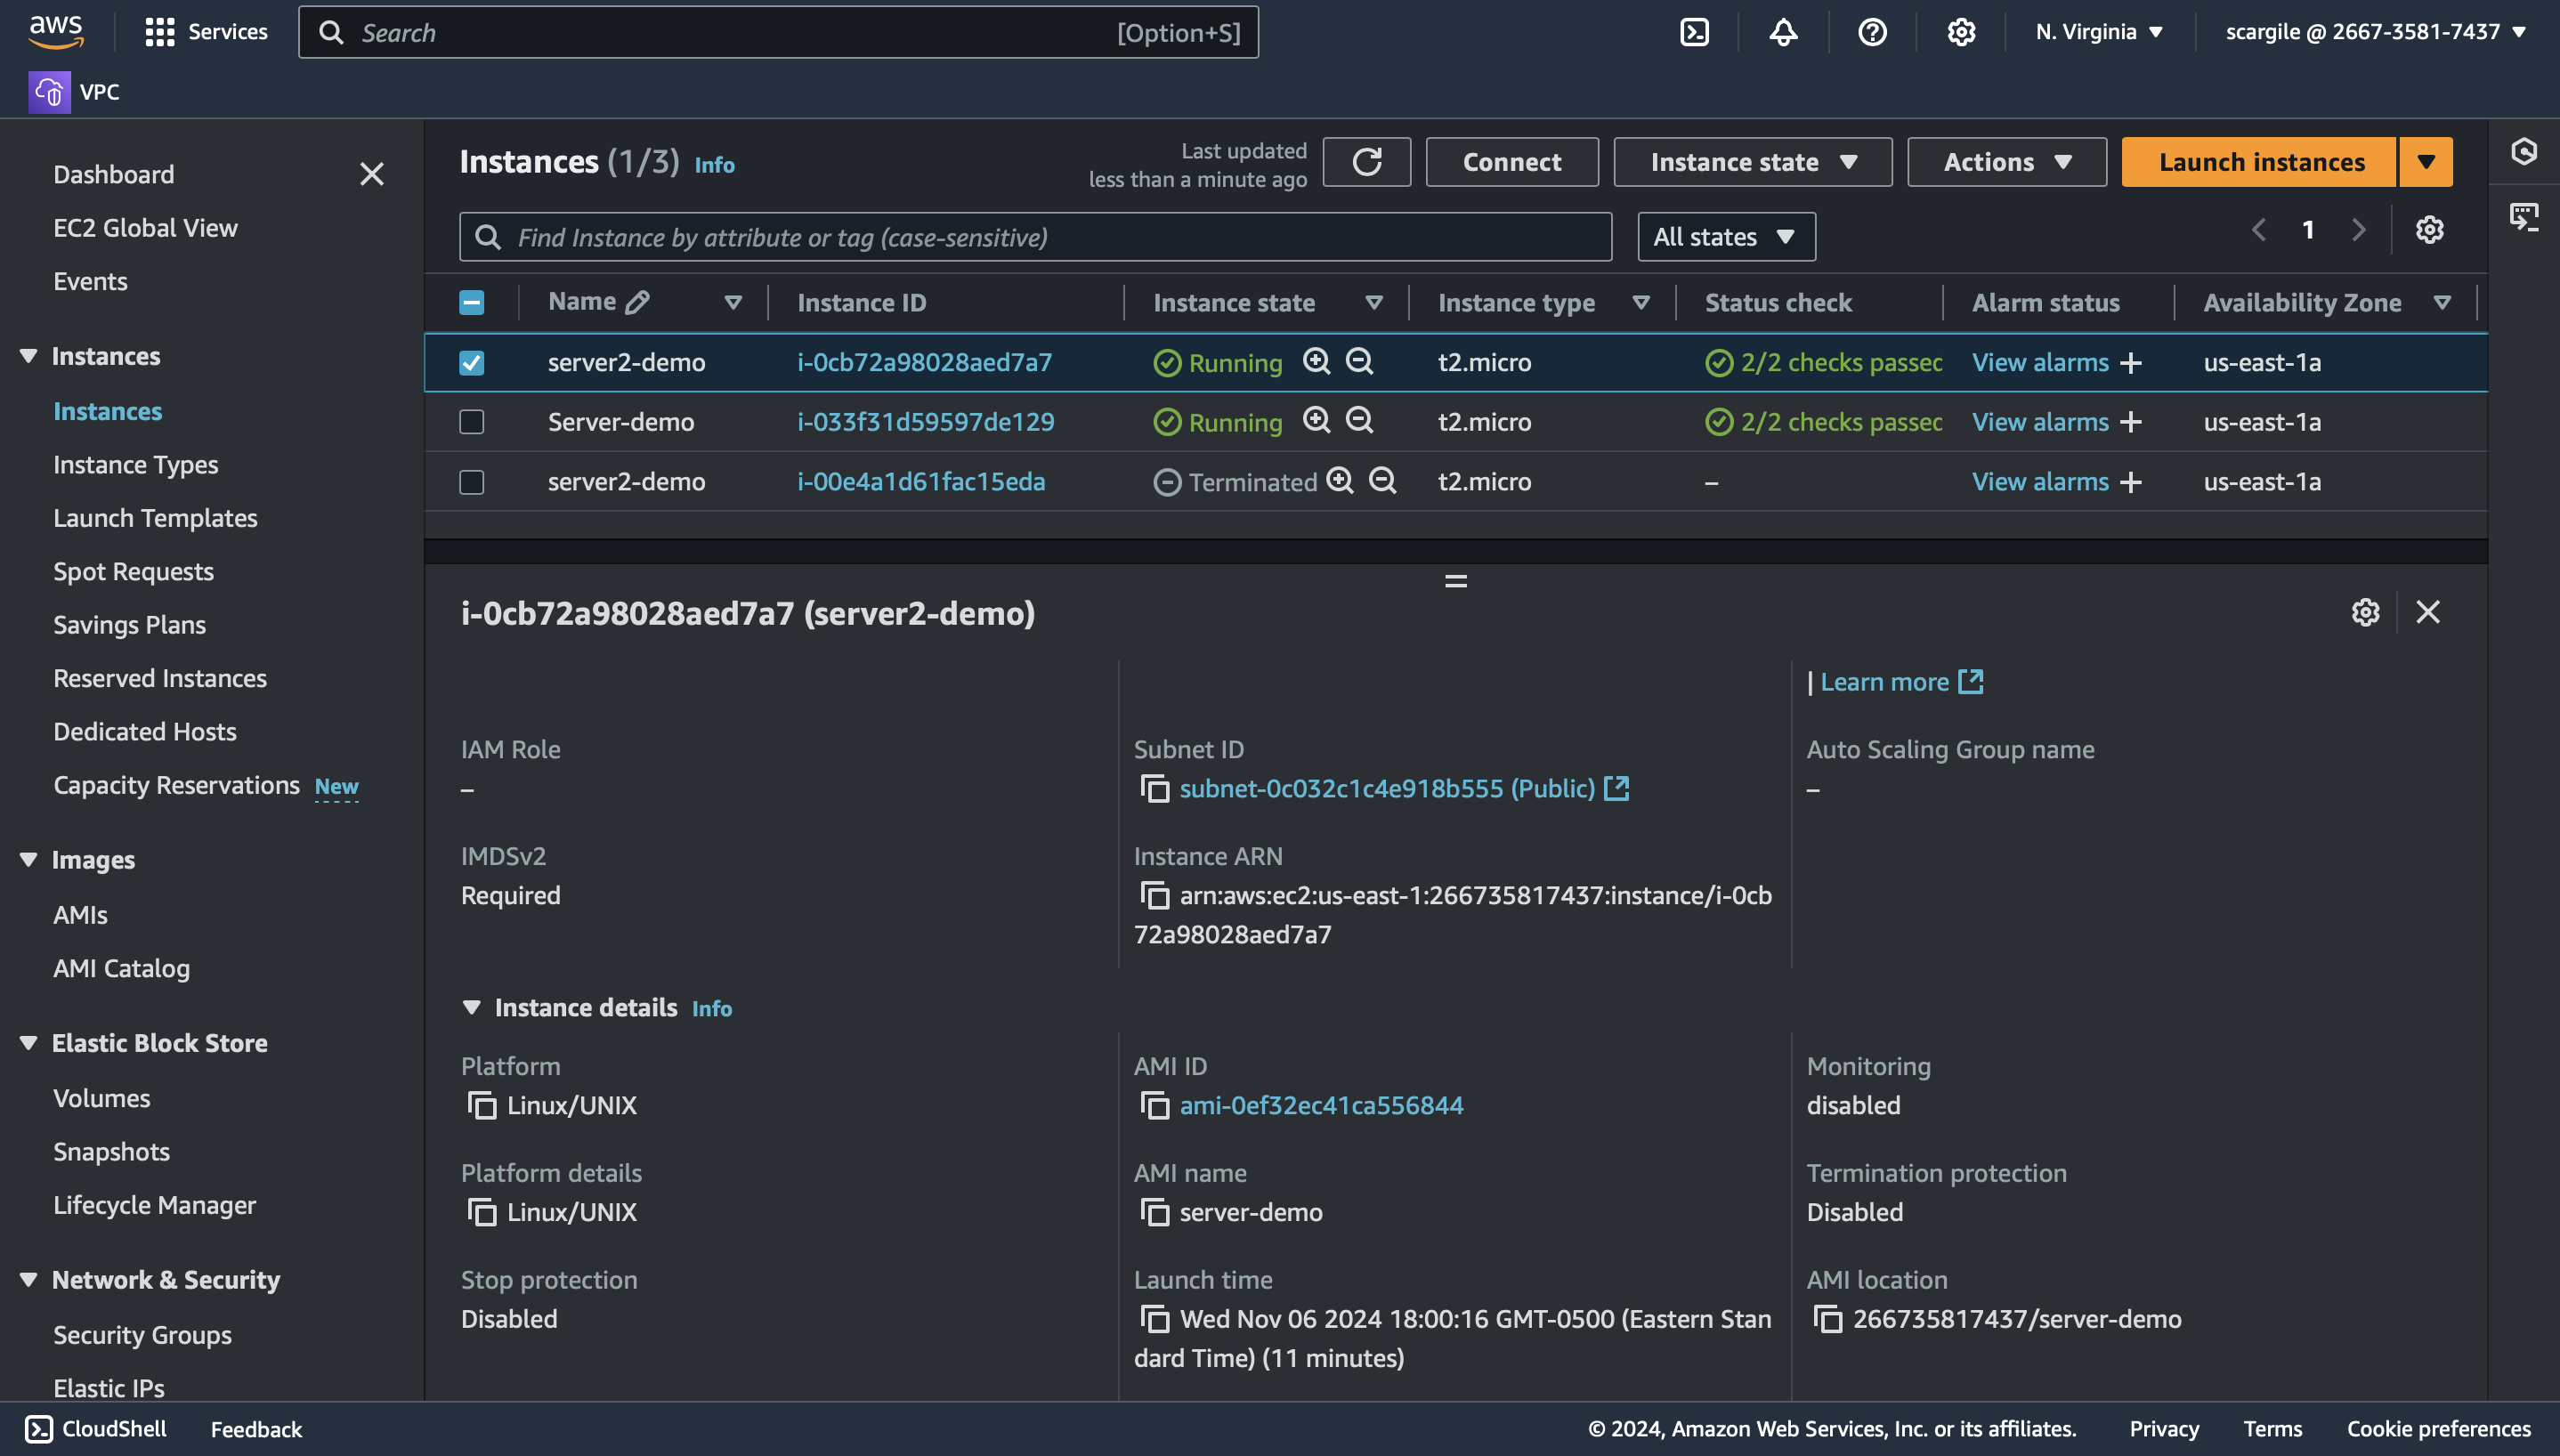 aws
Services
Search
[Option+S]
N. Virginia
scargile @ 2667-3581-7437
VPC
Dashboard
EC2 Global View
Events
Instances
Instances
Instance Types
Launch Templates
Spot Requests
Savings Plans
Reserved Instances
Dedicated Hosts
Capacity Reservations New
Images
AMIs
AMI Catalog
Elastic Block Store
Volumes
Snapshots
Lifecycle Manager
Network & Security
Security Groups
Elastic IPs
Instances (1/3) Info
Last updated
less than a minute ago
Connect
Instance state
Actions
Launch instances
Find Instance by attribute or tag (case-sensitive)
All states
1
Name Instance ID Instance state Instance type Status check Alarm status Availability Zone
server2-demo i-0cb72a98028aed7a7 Running t2.micro 2/2 checks passec View alarms + us-east-1a
Server-demo i-033f31d59597de129 Running t2.micro 2/2 checks passec View alarms + us-east-1a
server2-demo i-00e4a1d61fac15eda Terminated t2.micro – View alarms + us-east-1a
i-0cb72a98028aed7a7 (server2-demo)
| Learn more
IAM Role
–
Subnet ID
subnet-0c032c1c4e918b555 (Public)
Auto Scaling Group name
–
IMDSv2
Required
Instance ARN
arn:aws:ec2:us-east-1:266735817437:instance/i-0cb
72a98028aed7a7
Instance details Info
Platform
Linux/UNIX
AMI ID
ami-0ef32ec41ca556844
Monitoring
disabled
Platform details
Linux/UNIX
AMI name
server-demo
Termination protection
Disabled
Stop protection
Disabled
Launch time
Wed Nov 06 2024 18:00:16 GMT-0500 (Eastern Stan
dard Time) (11 minutes)
AMI location
266735817437/server-demo
CloudShell
Feedback
© 2024, Amazon Web Services, Inc. or its affiliates.
Privacy
Terms
Cookie preferences